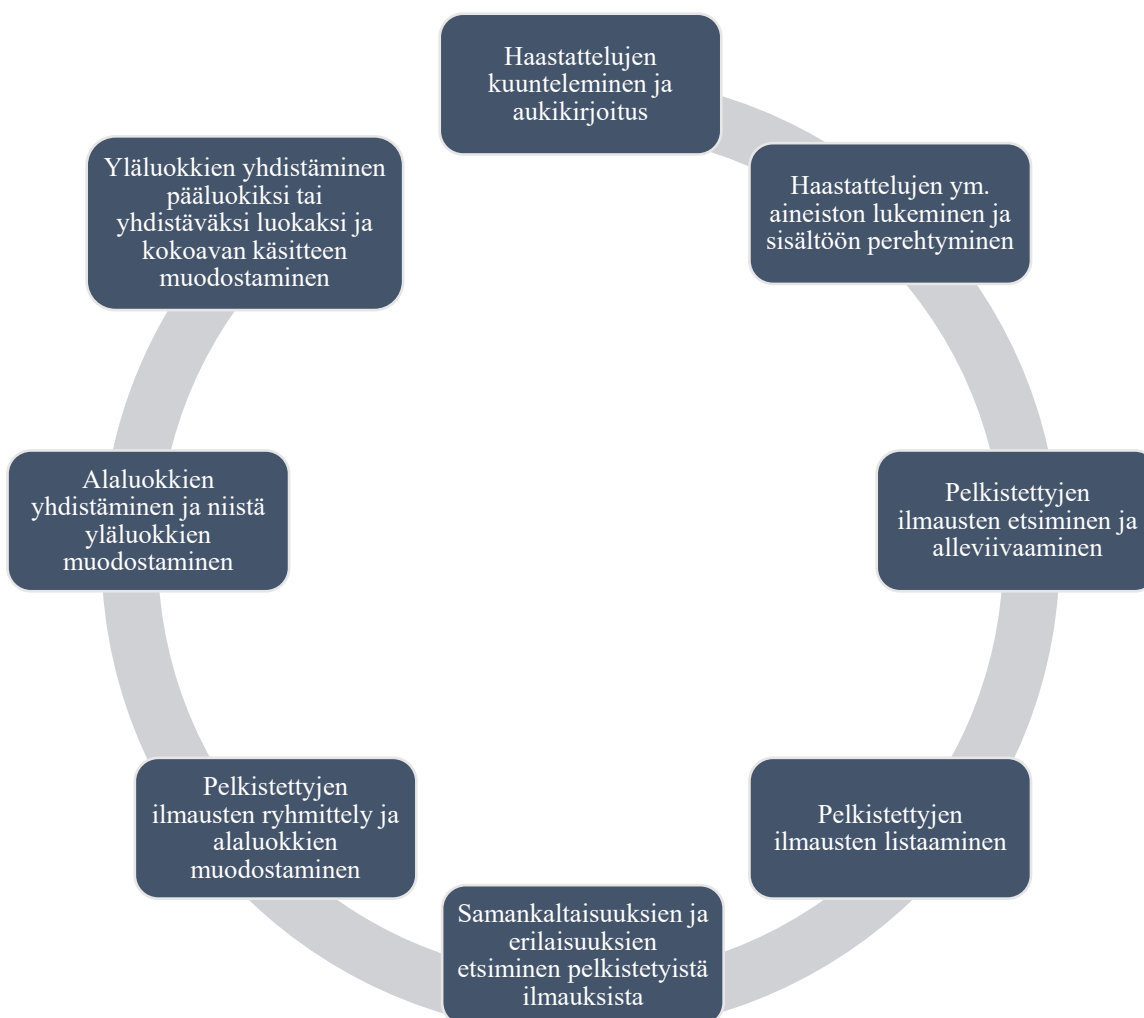 Haastattelujen
kuunteleminen ja
aukikirjoitus
Haastattelujen ym.
aineiston lukeminen ja
sisältöön perehtyminen
Pelkistettyjen
ilmausten etsiminen ja
alleviivaaminen
Pelkistettyjen
ilmausten listaaminen
Samankaltaisuuksien ja
erilaisuuksien
etsiminen pelkistetyistä
ilmauksista
Pelkistettyjen
ilmausten ryhmittely ja
alaluokkien
muodostaminen
Alaluokkien
yhdistäminen ja niistä
yläluokkien
muodostaminen
Yläluokkien yhdistäminen
pääluokiksi tai
yhdistäväksi luokaksi ja
kokoavan käsitteen
muodostaminen